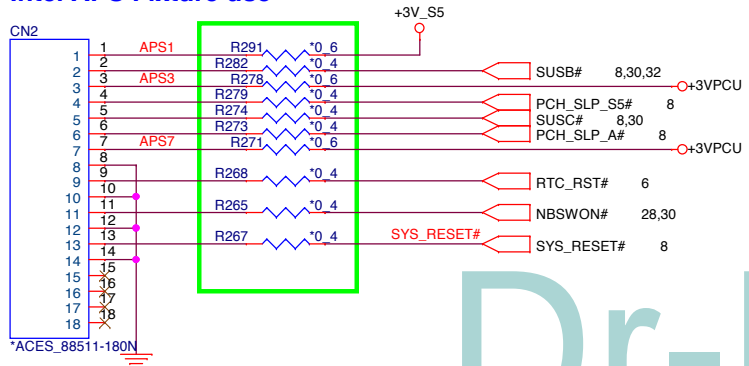 +3V_S5
CN2
1 1 APS1 R291 *0_6
2 2 R282 *0_4 SUSB# 8,30,32
3 3 APS3 R278 *0_6 +3VPCU
4 4 R279 *0_4 PCH_SLP_S5# 8
5 5 R274 *0_4 SUSC# 8,30
6 6 R273 *0_4 PCH_SLP_A# 8
7 7 APS7 R271 *0_6 +3VPCU
8 8
9 9 R268 *0_4 RTC_RST# 6
10 10
11 11 R265 *0_4 NBSWON# 28,30
12 12
13 13 R267 *0_4 SYS_RESET# SYS_RESET# 8
14 14
15 15
16 16
17 17
18 18
*ACES_88511-180N